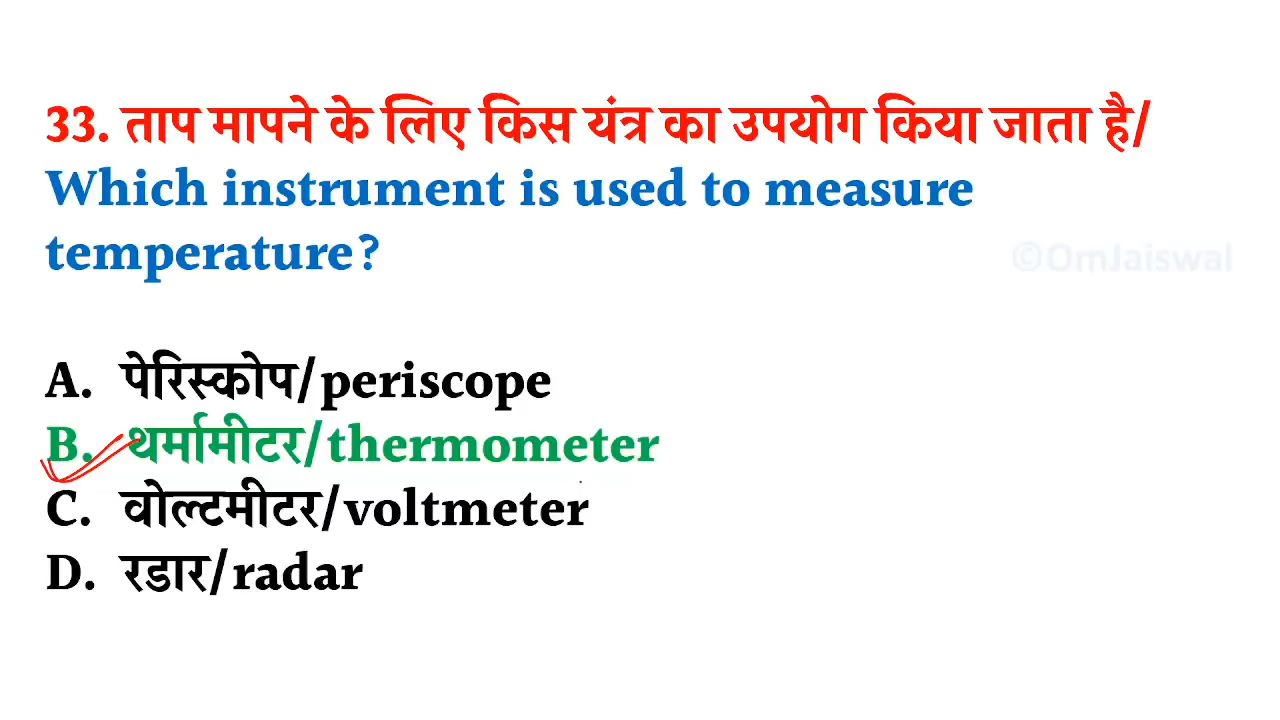 33. ताप मापने के लिए किस यंत्र का उपयोग किया जाता है/
Which instrument is used to measure
temperature?
©OmJaiswal
A. पेरिस्कोप/periscope
B. थर्मामीटर/thermometer
C. वोल्टमीटर/voltmeter
D. रडार/radar